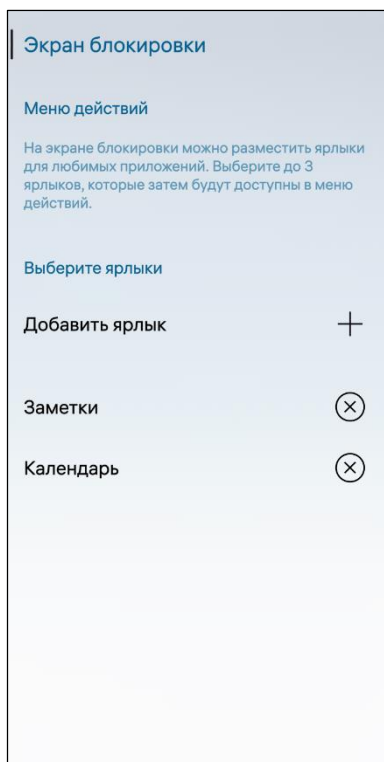 Экран блокировки
Меню действий
На экране блокировки можно разместить ярлыки
для любимых приложений. Выберите до 3
ярлыков, которые затем будут доступны в меню
действий.
Выберите ярлыки
Добавить ярлык
Заметки
Календарь